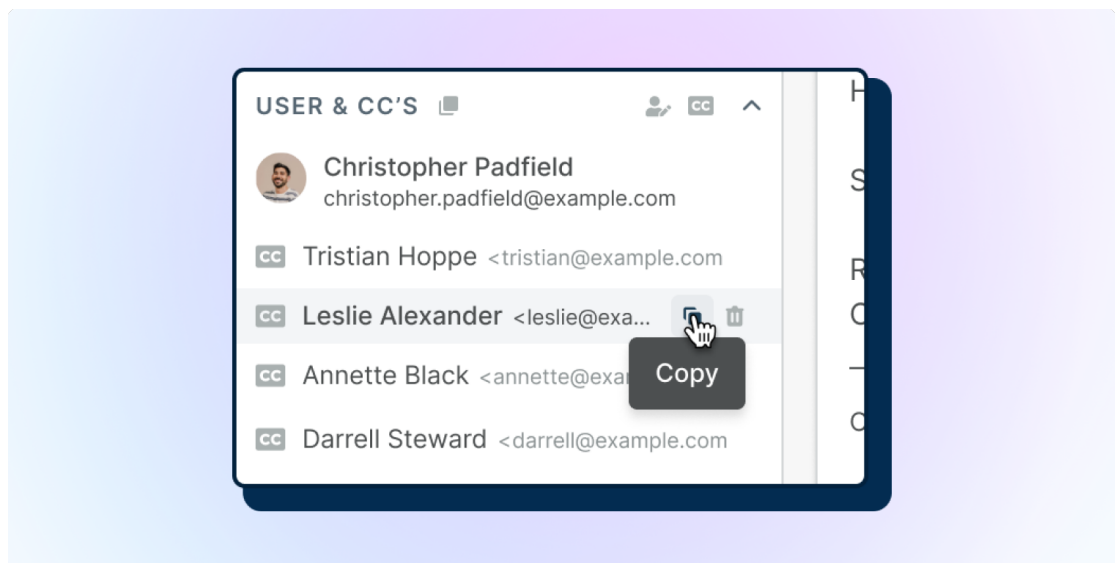 USER & CC'S CC
Christopher Padfield
christopher.padfield@example.com
CC Tristian Hoppe <tristian@example.com
CC Leslie Alexander <leslie@exa...
CC Annette Black <annette@exa
Copy
CC Darrell Steward <darrell@example.com
H
S
R
C